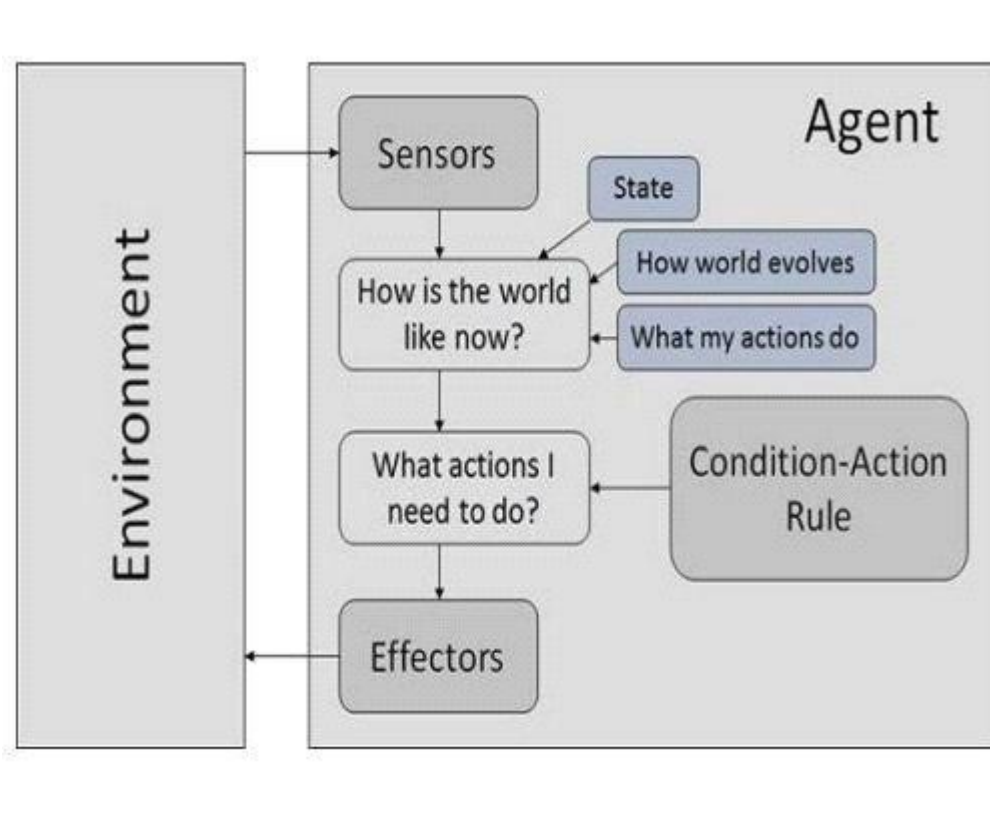 Environment
Agent
Sensors
State
How world evolves
How is the world
like now?
What my actions do
What actions I
need to do?
Condition-Action
Rule
Effectors